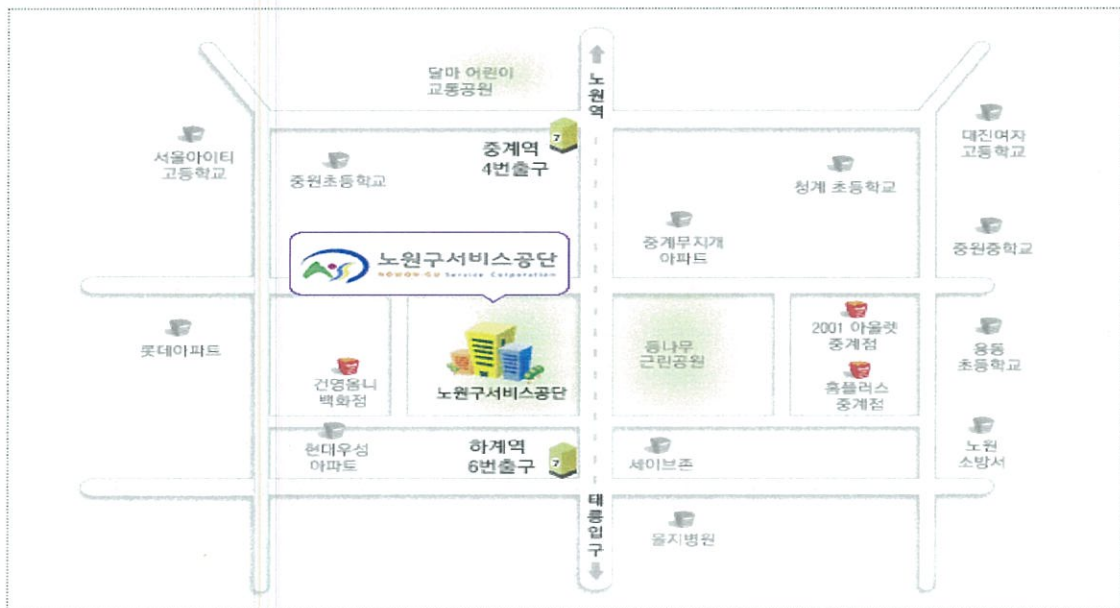 달마 어린이
교통공원
노원역
7
중계역
4번출구
서울아이티
고등학교
중원초등학교
대진여자
고등학교
청계 초등학교
중계무지개
아파트
중원중학교
노원구서비스공단
NOWON-GU Service Corporation
롯데아파트
건영옴니
백화점
노원구서비스공단
등나무
근린공원
2001 아울렛
중계점
홈플러스
중계점
용동
초등학교
현대우성
아파트
하계역
6번출구
7
세이브존
노원
소방서
태릉입구
을지병원